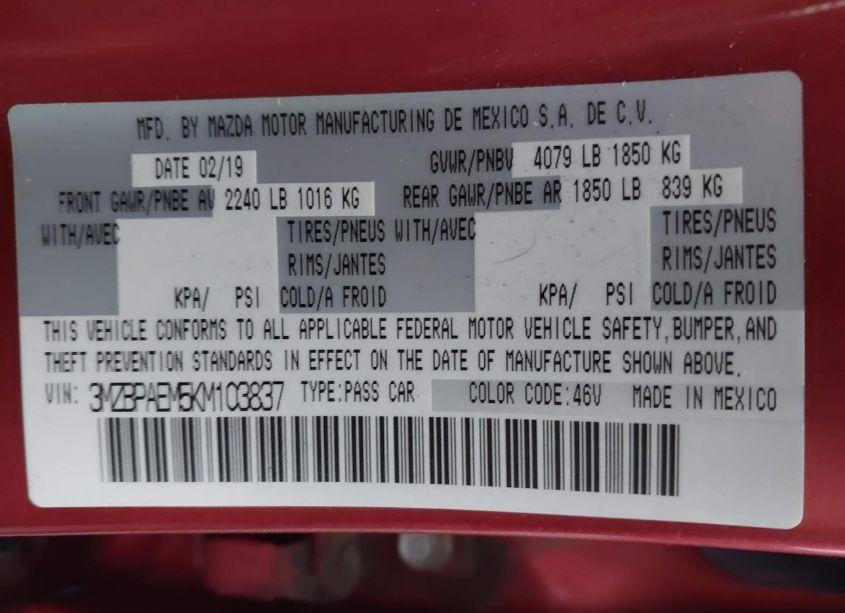 MFD. BY MAZDA MOTOR MANUFACTURING DE MEXICO S.A. DE C.V.
DATE 02/19 GVWR/PNBV 4079 LB 1850 KG
FRONT GAWR/PNBE AV 2240 LB 1016 KG REAR GAWR/PNBE AR 1850 LB 839 KG
WITH/AVEC TIRES/PNEUS WITH/AVEC TIRES/PNEUS
RIMS/JANTES RIMS/JANTES
KPA/ PSI COLD/A FROID KPA/ PSI COLD/A FROID
THIS VEHICLE CONFORMS TO ALL APPLICABLE FEDERAL MOTOR VEHICLE SAFETY,BUMPER,AND
THEFT PREVENTION STANDARDS IN EFFECT ON THE DATE OF MANUFACTURE SHOWN ABOVE.
VIN: 3MZBPAEM5KM103837 TYPE:PASS CAR COLOR CODE:46V MADE IN MEXICO